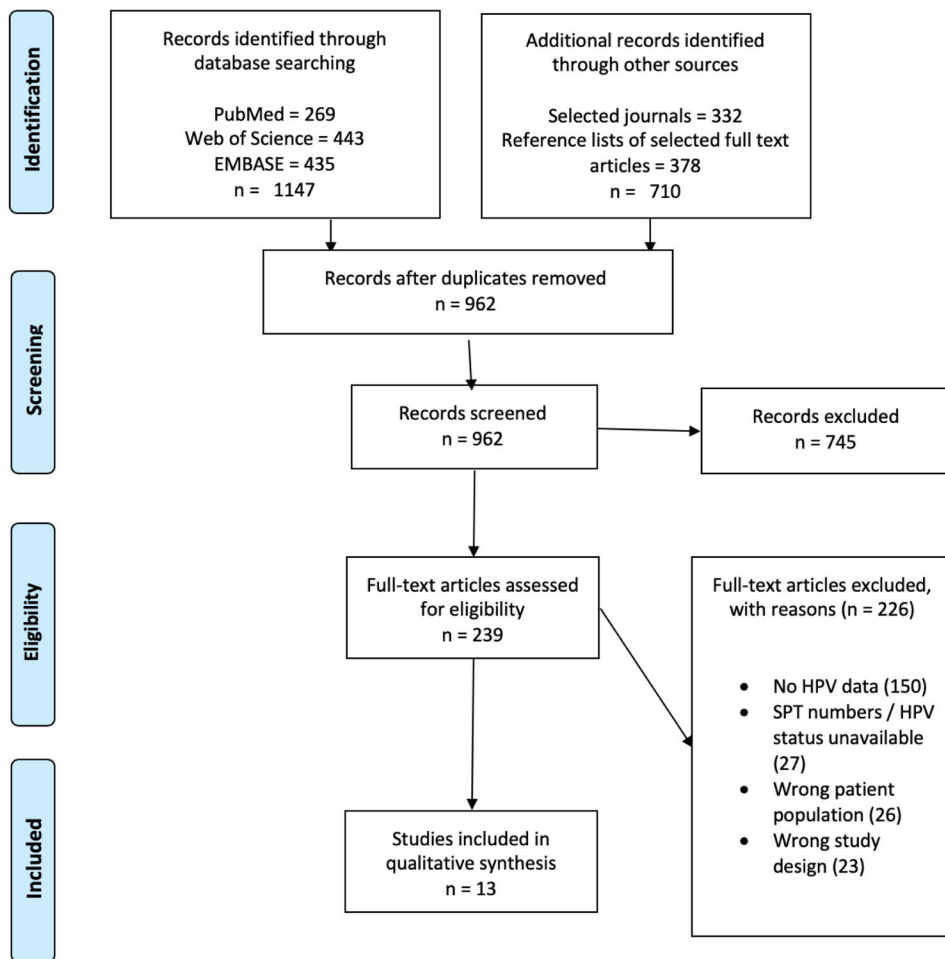 Identification
Records identified through
database searching
PubMed = 269
Web of Science = 443
EMBASE = 435
n = 1147
Additional records identified
through other sources
Selected journals = 332
Reference lists of selected full text
articles = 378
n = 710
Screening
Records after duplicates removed
n = 962
Records screened
n = 962
Records excluded
n = 745
Eligibility
Full-text articles assessed
for eligibility
n = 239
Full-text articles excluded,
with reasons (n = 226)
• No HPV data (150)
• SPT numbers / HPV
status unavailable
(27)
• Wrong patient
population (26)
• Wrong study
design (23)
Included
Studies included in
qualitative synthesis
n = 13